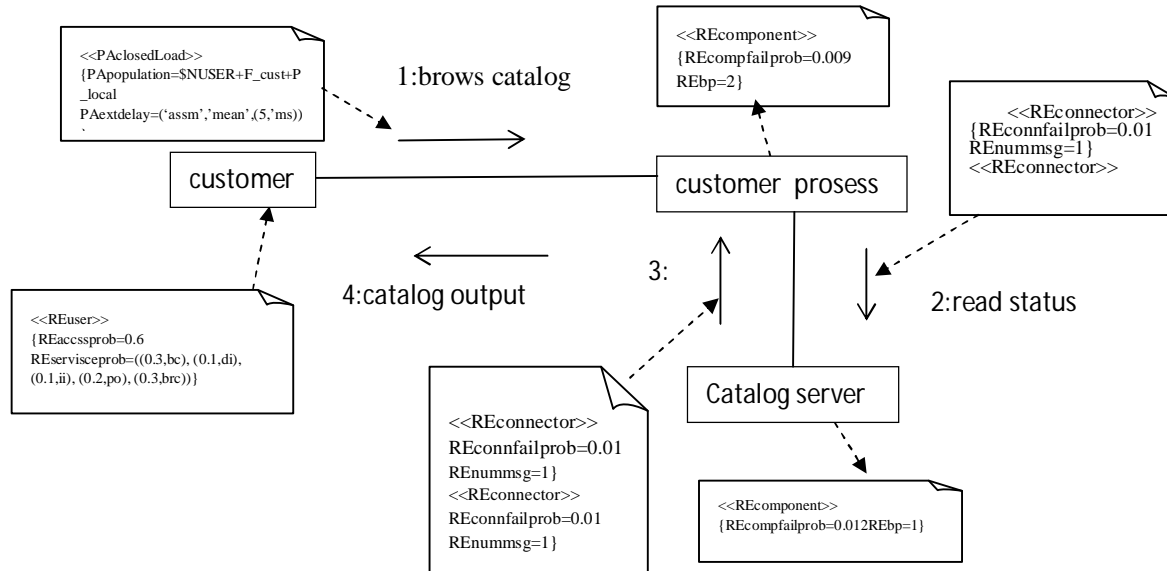 <<PAclosedLoad>>
{PApopulation=$NUSER+F_cust+P
_local
PAextdelay=(‘assm’,’mean’,(5,’ms))
`
1:brows catalog
<<REcomponent>>
{REcompfailprob=0.009
REbp=2}
<<REconnector>>
{REconnfailprob=0.01
REnummsg=1}
<<REconnector>>
customer
customer prosess
3:
4:catalog output
2:read status
<<REuser>>
{REaccssprob=0.6
REservisceprob=((0.3,bc), (0.1,di),
(0.1,ii), (0.2,po), (0.3,brc))}
<<REconnector>>
REconnfailprob=0.01
REnummsg=1}
<<REconnector>>
REconnfailprob=0.01
REnummsg=1}
Catalog server
<<REcomponent>>
{REcompfailprob=0.012REbp=1}